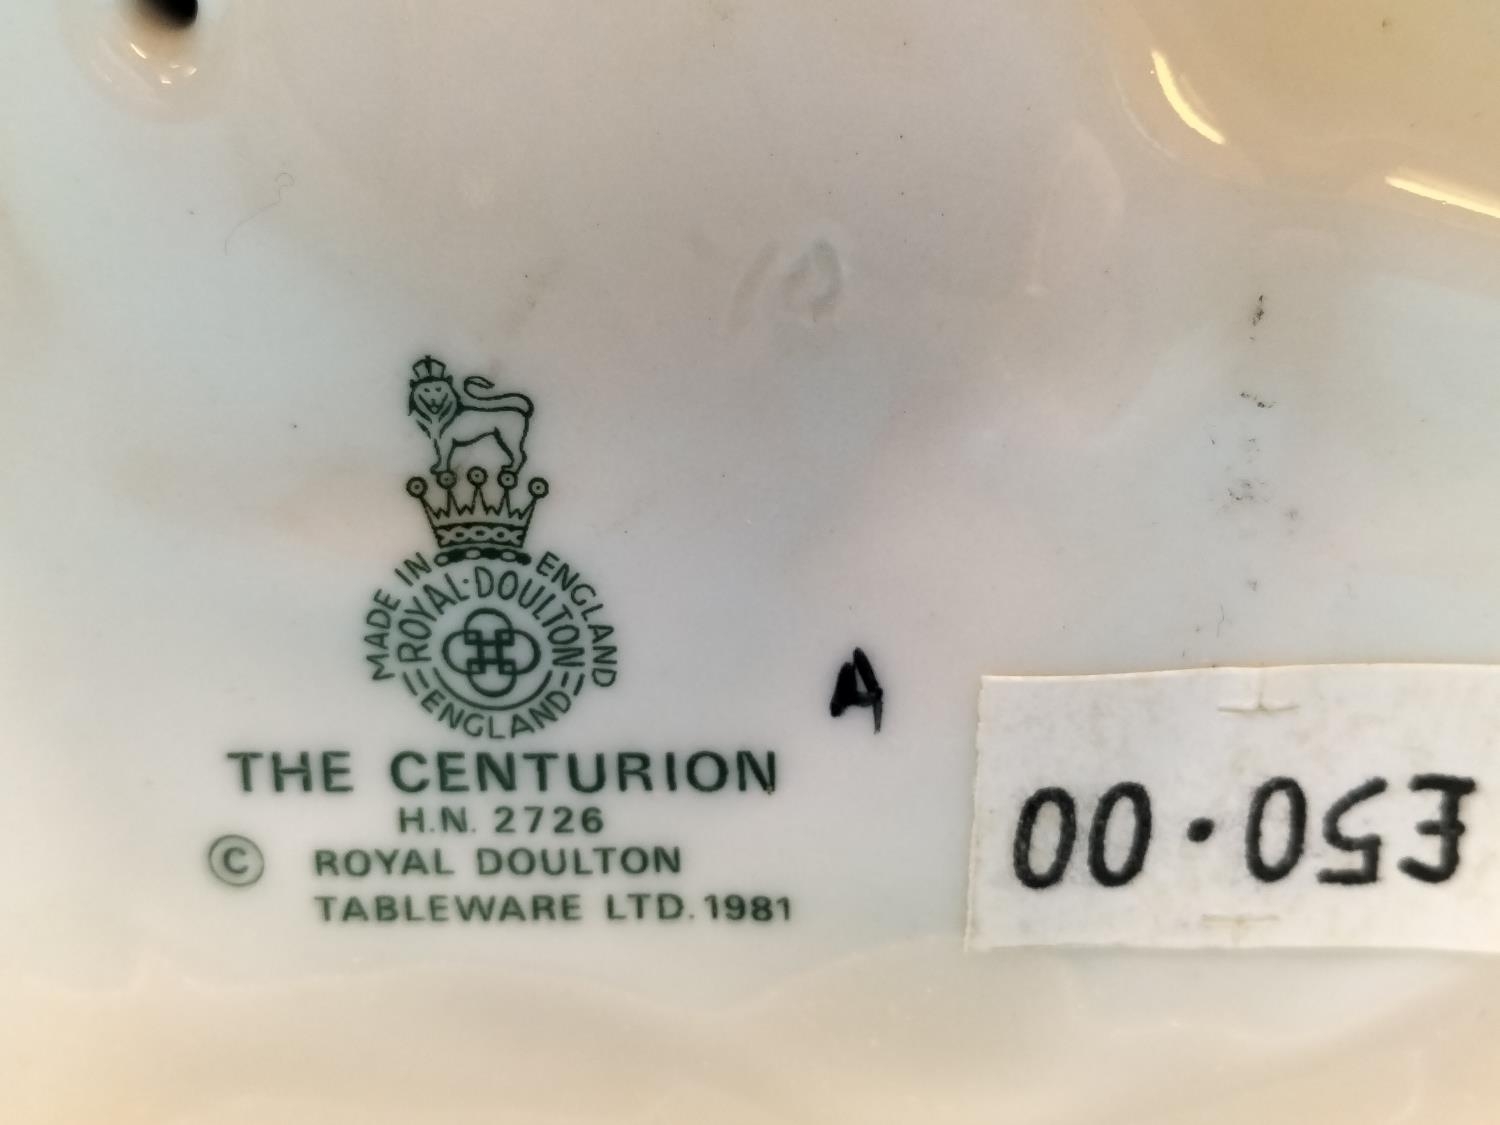 MADE IN ENGLAND
ROYAL·DOULTON
ENGLAND
THE CENTURION
H.N. 2726
© ROYAL DOULTON
TABLEWARE LTD. 1981
A
£50·00